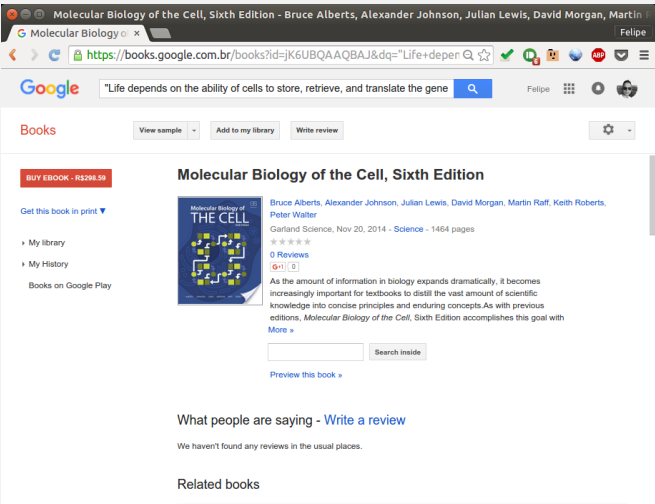 Molecular Biology of the Cell, Sixth Edition - Bruce Alberts, Alexander Johnson, Julian Lewis, David Morgan, Martin R
Molecular Biology o
Felipe
https://books.google.com.br/books?id=jK6UBQAAQBAJ&dq="Life+depen
ABP
Google
"Life depends on the ability of cells to store, retrieve, and translate the gene
Felipe
Books
View sample
Add to my library
Write review
BUY EBOOK - R$298.59
Get this book in print ▼
My library
My History
Books on Google Play
Molecular Biology of the Cell, Sixth Edition
Molecular Biology of
THE CELL
Bruce Alberts, Alexander Johnson, Julian Lewis, David Morgan, Martin Raff, Keith Roberts,
Peter Walter
Garland Science, Nov 20, 2014 - Science - 1464 pages
0 Reviews
G+1 0
As the amount of information in biology expands dramatically, it becomes
increasingly important for textbooks to distill the vast amount of scientific
knowledge into concise principles and enduring concepts.As with previous
editions, Molecular Biology of the Cell, Sixth Edition accomplishes this goal with
More »
Search inside
Preview this book »
What people are saying - Write a review
We haven't found any reviews in the usual places.
Related books